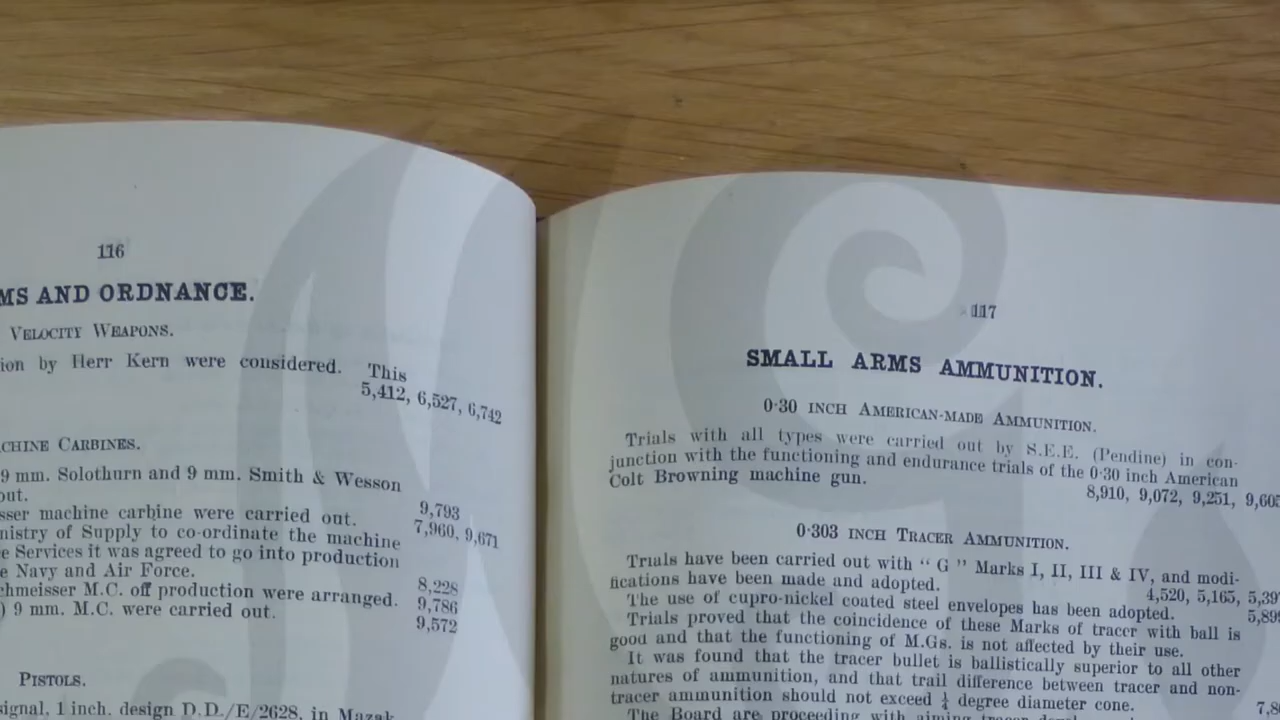 116
MS AND ORDNANCE.
VELOCITY WEAPONS.
ion by Herr Kern were considered. This
5,412, 6,527, 6,742
CHINE CARBINES.
9 mm. Solothurn and 9 mm. Smith & Wesson
out.
9,793
sser machine carbine were carried out.
7,960, 9,671
nistry of Supply to co-ordinate the machine
e Services it was agreed to go into production
e Navy and Air Force.
8,228
chmeisser M.C. off production were arranged.
9,786
) 9 mm. M.C. were carried out.
9,572
PISTOLS.
signal, 1 inch, design D.D./E/2628, in Mazak
117
SMALL ARMS AMMUNITION.
0·30 INCH AMERICAN-MADE AMMUNITION.
Trials with all types were carried out by S.E.E. (Pendine) in con-
junction with the functioning and endurance trials of the 0·30 inch American
Colt Browning machine gun.
8,910, 9,072, 9,251, 9,605
0·303 INCH TRACER AMMUNITION.
Trials have been carried out with “ G ” Marks I, II, III & IV, and modi-
fications have been made and adopted.
4,520, 5,165, 5,397
The use of cupro-nickel coated steel envelopes has been adopted.
5,899
Trials proved that the coincidence of these Marks of tracer with ball is
good and that the functioning of M.Gs. is not affected by their use.
It was found that the tracer bullet is ballistically superior to all other
natures of ammunition, and that trail difference between tracer and non-
tracer ammunition should not exceed ¼ degree diameter cone.
7,8
The Board are proceeding with aiming tracer